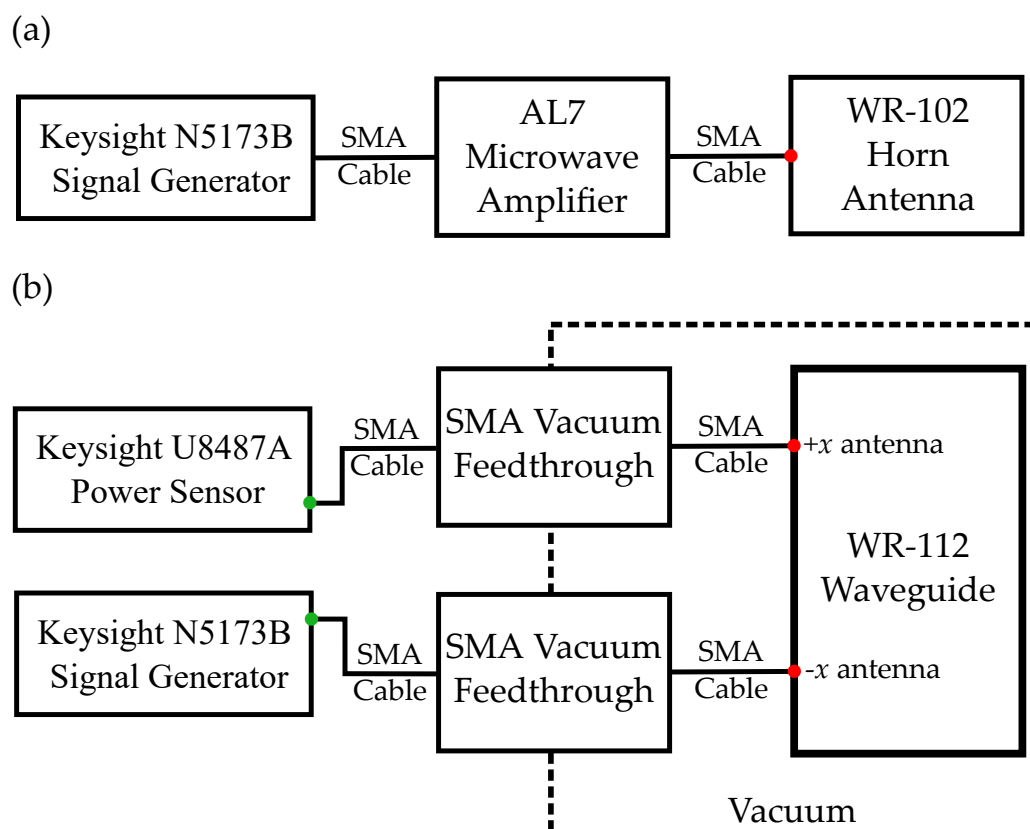 (a)
Keysight N5173B
Signal Generator
SMA
Cable
AL7
Microwave
Amplifier
SMA
Cable
WR-102
Horn
Antenna
(b)
Keysight U8487A
Power Sensor
SMA
Cable
SMA Vacuum
Feedthrough
SMA
Cable
+x antenna
WR-112
Waveguide
Keysight N5173B
Signal Generator
SMA
Cable
SMA Vacuum
Feedthrough
SMA
Cable
-x antenna
Vacuum